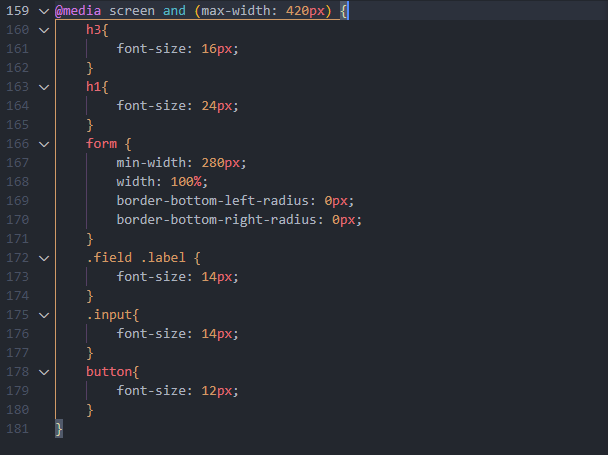 159 @media screen and (max-width: 420px) {
160 h3{
161 font-size: 16px;
162 }
163 h1{
164 font-size: 24px;
165 }
166 form {
167 min-width: 280px;
168 width: 100%;
169 border-bottom-left-radius: 0px;
170 border-bottom-right-radius: 0px;
171 }
172 .field .label {
173 font-size: 14px;
174 }
175 .input{
176 font-size: 14px;
177 }
178 button{
179 font-size: 12px;
180 }
181 }